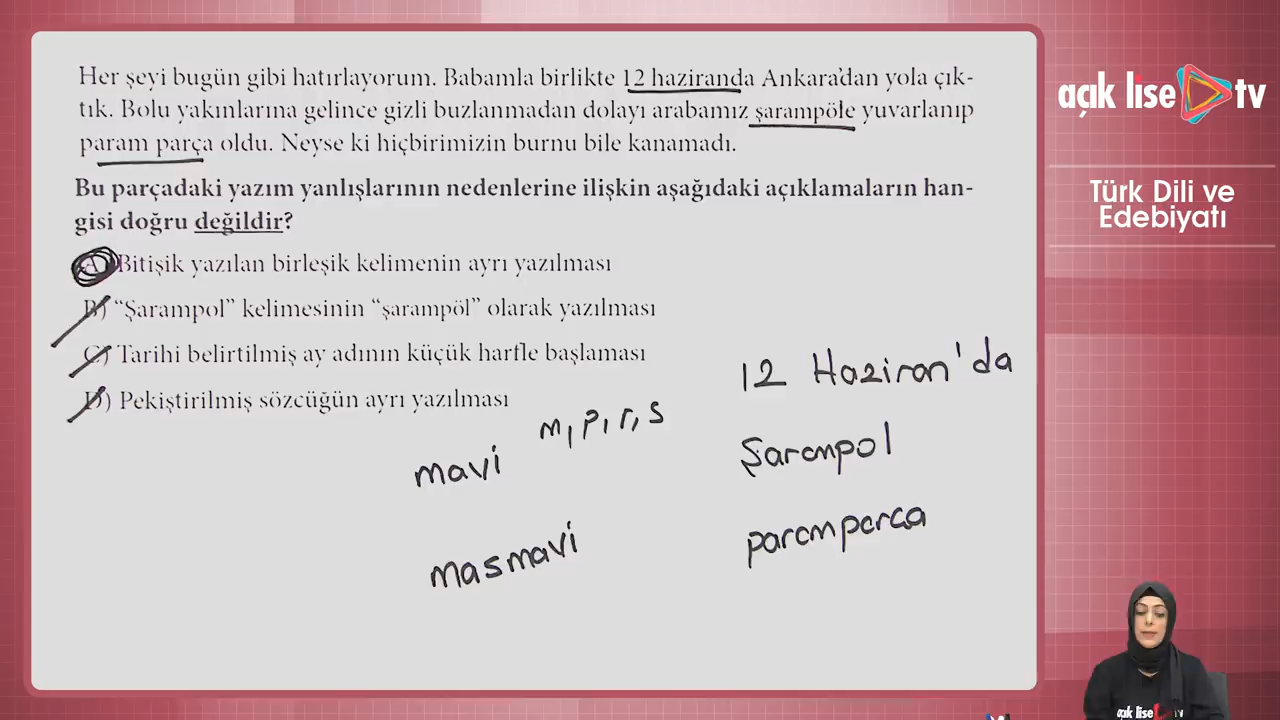 Her şeyi bugün gibi hatırlayorum. Babamla birlikte 12 haziranda Ankara'dan yola çık-
tık. Bolu yakınlarına gelince gizli buzlanmadan dolayı arabamız şarampöle yuvarlanıp
param parça oldu. Neyse ki hiçbirimizin burnu bile kanamadı.
Bu parçadaki yazım yanlışlarının nedenlerine ilişkin aşağıdaki açıklamaların han-
gisi doğru değildir?
A) Bitişik yazılan birleşik kelimenin ayrı yazılması
B) “Şarampol” kelimesinin “şarampöl” olarak yazılması
C) Tarihi belirtilmiş ay adının küçük harfle başlaması
D) Pekiştirilmiş sözcüğün ayrı yazılması
12 Haziran'da
m, p, r, s
mavi
Şarampol
masmavi
paramparça
açık lise tv
Türk Dili ve
Edebiyatı
açık lise tv